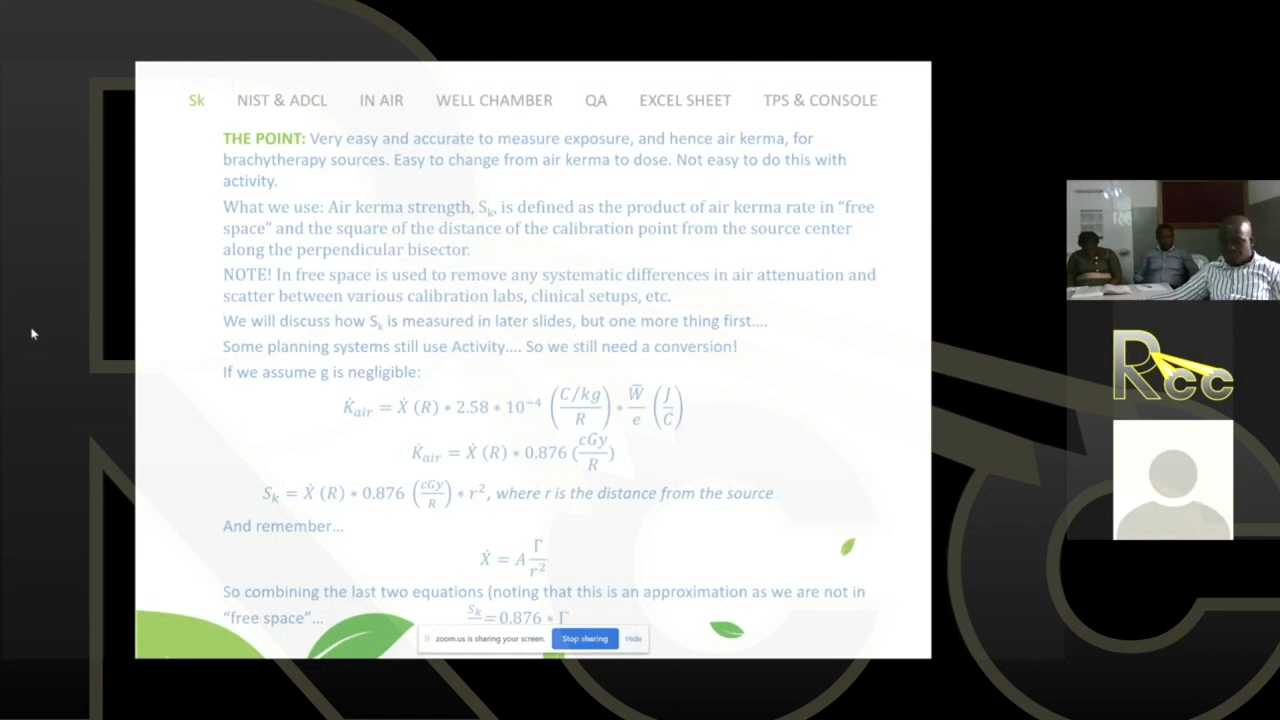 Sk NIST & ADCL IN AIR WELL CHAMBER QA EXCEL SHEET TPS & CONSOLE
THE POINT: Very easy and accurate to measure exposure, and hence air kerma, for
brachytherapy sources. Easy to change from air kerma to dose. Not easy to do this with
activity.
What we use: Air kerma strength, Sₖ, is defined as the product of air kerma rate in “free
space” and the square of the distance of the calibration point from the source center
along the perpendicular bisector.
NOTE! In free space is used to remove any systematic differences in air attenuation and
scatter between various calibration labs, clinical setups, etc.
We will discuss how Sₖ is measured in later slides, but one more thing first....
Some planning systems still use Activity.... So we still need a conversion!
If we assume g is negligible:
K̇air = Ẋ (R) ∗ 2.58 ∗ 10⁻⁴ (C/kg / R) ∗ W̄/e (J/C)
K̇air = Ẋ (R) ∗ 0.876 (cGy/R)
Sₖ = Ẋ (R) ∗ 0.876 (cGy/R) ∗ r², where r is the distance from the source
And remember...
Ẋ = A Γ/r²
So combining the last two equations (noting that this is an approximation as we are not in
“free space”... Sₖ/ = 0.876 ∗ Γ
zoom.us is sharing your screen. Stop sharing Hide
Rcc